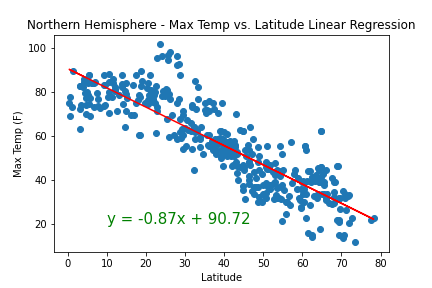 Northern Hemisphere - Max Temp vs. Latitude Linear Regression
100
80
60
40
20
Max Temp (F)
y = -0.87x + 90.72
0 10 20 30 40 50 60 70 80
Latitude